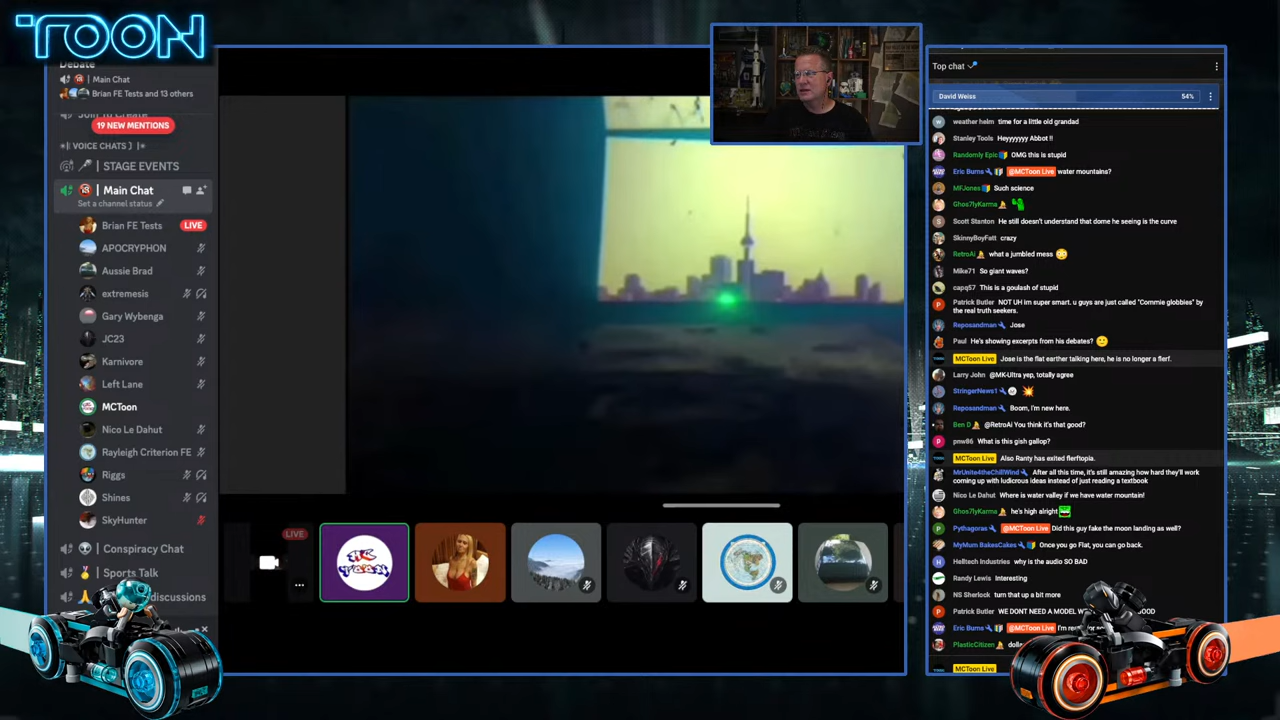 TOON
Debate
Main Chat
Brian FE Tests and 13 others
19 NEW MENTIONS
VOICE CHATS
STAGE EVENTS
Main Chat
Set a channel status
Brian FE Tests
LIVE
APOCRYPHON
Aussie Brad
extremesis
Gary Wybenga
JC23
Karnivore
Left Lane
MCToon
Nico Le Dahut
Rayleigh Criterion FE
Riggs
Shines
SkyHunter
Conspiracy Chat
Sports Talk
discussions
LIVE
Top chat
David Weiss 54%
weather heim time for a little old grandad
Stanley Tools Heyyyyyy Abbot !!
Randomly Epic OMG this is stupid
Eric Burns @MCToon Live water mountains?
MFJones Such science
Ghos7lyKarma
Scott Stanton He still doesn't understand that dome he seeing is the curve
SkinnyBoyFatt crazy
RetroAi what a jumbled mess
Mike71 So giant waves?
capq57 This is a goulash of stupid
Patrick Butler NOT UH im super smart. u guys are just called "Commie globbies" by
the real truth seekers.
Reposandman Jose
Paul He's showing excerpts from his debates?
MCToon Live Jose is the flat earther talking here, he is no longer a flerf.
Larry John @MK-Ultra yep, totally agree
StringerNews1
Reposandman Boom, I'm new here.
Ben D @RetroAi You think it's that good?
pnw86 What is this gish gallop?
MCToon Live Also Ranty has exited flerftopia.
MrUnite4theChillWind After all this time, it's still amazing how hard they'll work
coming up with ludicrous ideas instead of just reading a textbook
Nico Le Dahut Where is water valley if we have water mountain!
Ghos7lyKarma he's high alright
Pythagoras @MCToon Live Did this guy fake the moon landing as well?
MyMum BakesCakes Once you go Flat, you can go back.
Helltech Industries why is the audio SO BAD
Randy Lewis Interesting
NS Sherlock turn that up a bit more
Patrick Butler WE DONT NEED A MODEL
Eric Burns @MCToon Live
PlasticCitizen
MCToon Live